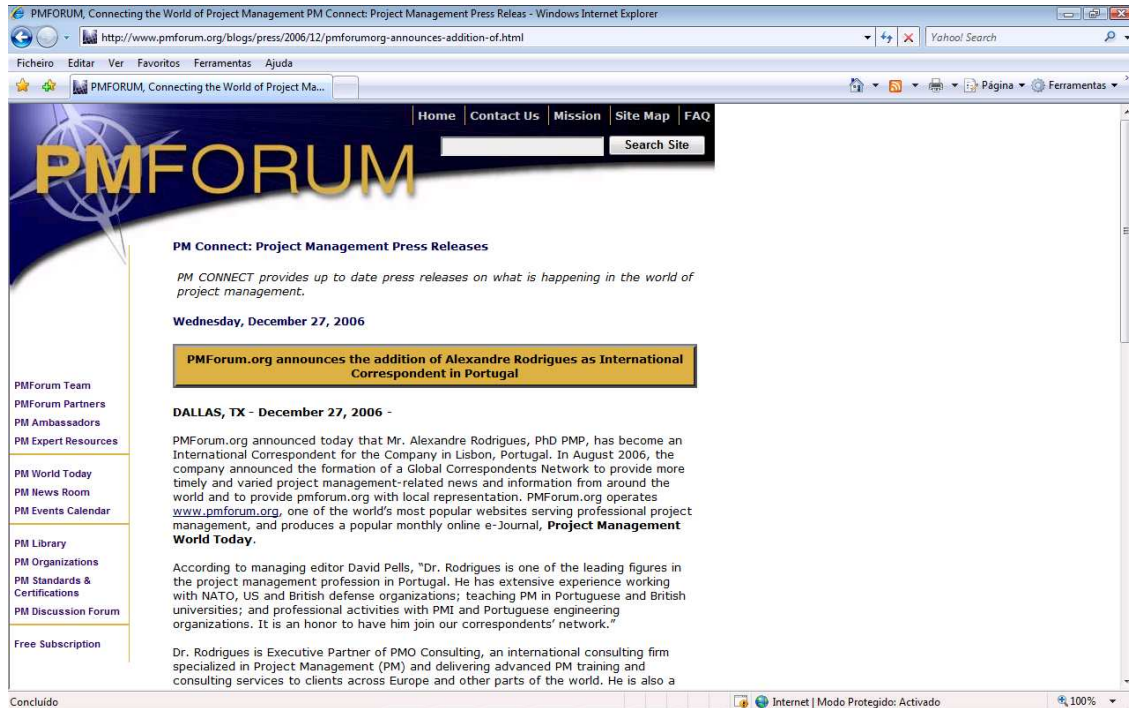 PMFORUM, Connecting the World of Project Management PM Connect: Project Management Press Releas - Windows Internet Explorer
http://www.pmforum.org/blogs/press/2006/12/pmforumorg-announces-addition-of.html
Yahoo! Search
Ficheiro Editar Ver Favoritos Ferramentas Ajuda
PMFORUM, Connecting the World of Project Ma...
Página
Ferramentas
Home Contact Us Mission Site Map FAQ
Search Site
PMFORUM
PM Connect: Project Management Press Releases
PM CONNECT provides up to date press releases on what is happening in the world of
project management.
Wednesday, December 27, 2006
PMForum.org announces the addition of Alexandre Rodrigues as International
Correspondent in Portugal
PMForum Team
PMForum Partners
PM Ambassadors
PM Expert Resources
PM World Today
PM News Room
PM Events Calendar
PM Library
PM Organizations
PM Standards &
Certifications
PM Discussion Forum
Free Subscription
DALLAS, TX - December 27, 2006 -
PMForum.org announced today that Mr. Alexandre Rodrigues, PhD PMP, has become an
International Correspondent for the Company in Lisbon, Portugal. In August 2006, the
company announced the formation of a Global Correspondents Network to provide more
timely and varied project management-related news and information from around the
world and to provide pmforum.org with local representation. PMForum.org operates
www.pmforum.org, one of the world's most popular websites serving professional project
management, and produces a popular monthly online e-Journal, Project Management
World Today.
According to managing editor David Pells, "Dr. Rodrigues is one of the leading figures in
the project management profession in Portugal. He has extensive experience working
with NATO, US and British defense organizations; teaching PM in Portuguese and British
universities; and professional activities with PMI and Portuguese engineering
organizations. It is an honor to have him join our correspondents' network."
Dr. Rodrigues is Executive Partner of PMO Consulting, an international consulting firm
specialized in Project Management (PM) and delivering advanced PM training and
consulting services to clients across Europe and other parts of the world. He is also a
Concluído
Internet | Modo Protegido: Activado
100%